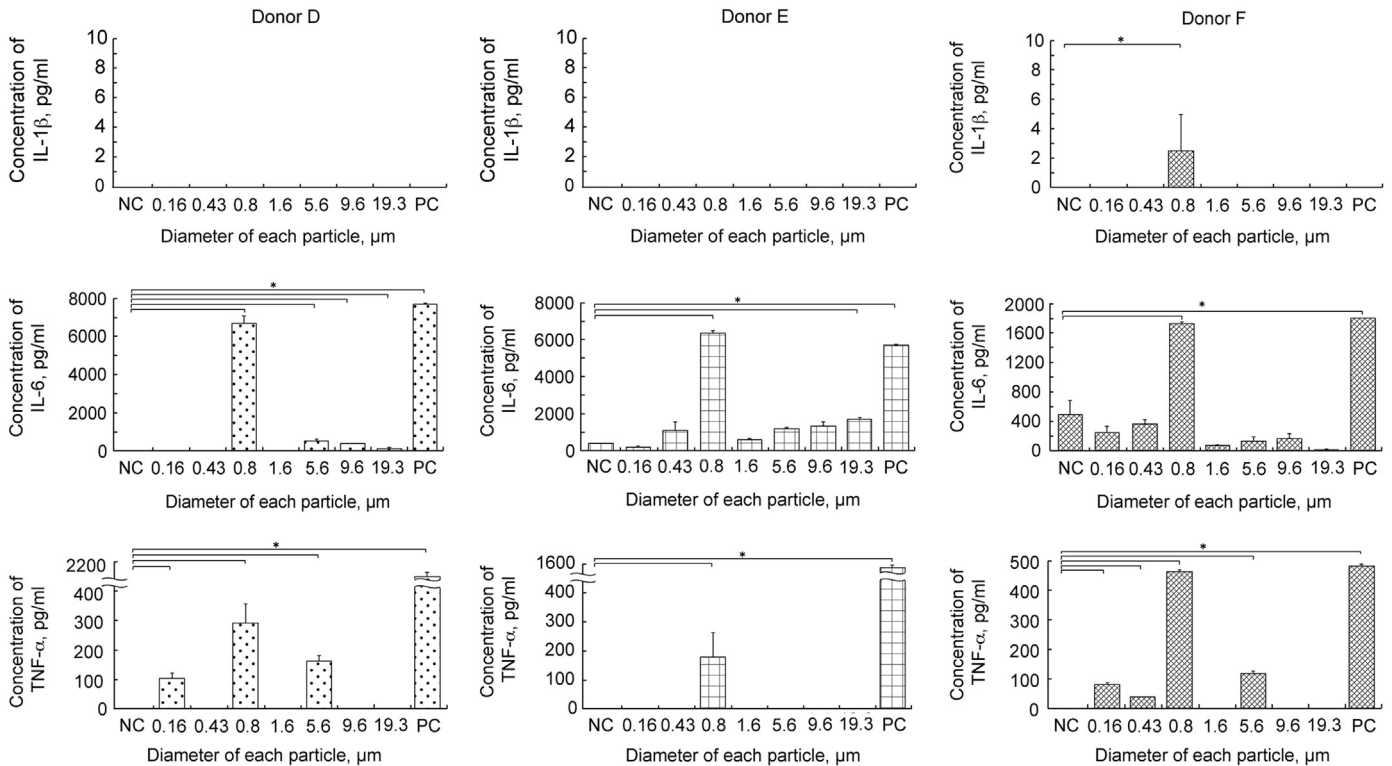 Donor D
Concentration of
IL-1β, pg/ml
10
8
6
4
2
0
NC 0.16 0.43 0.8 1.6 5.6 9.6 19.3 PC
Diameter of each particle, µm
Donor E
Concentration of
IL-1β, pg/ml
10
8
6
4
2
0
NC 0.16 0.43 0.8 1.6 5.6 9.6 19.3 PC
Diameter of each particle, µm
Donor F
Concentration of
IL-1β, pg/ml
10
8
6
4
2
0
*
NC 0.16 0.43 0.8 1.6 5.6 9.6 19.3 PC
Diameter of each particle, µm
Concentration of
IL-6, pg/ml
8000
6000
4000
2000
0
*
NC 0.16 0.43 0.8 1.6 5.6 9.6 19.3 PC
Diameter of each particle, µm
Concentration of
IL-6, pg/ml
8000
6000
4000
2000
0
*
NC 0.16 0.43 0.8 1.6 5.6 9.6 19.3 PC
Diameter of each particle, µm
Concentration of
IL-6, pg/ml
2000
1600
1200
800
400
0
*
NC 0.16 0.43 0.8 1.6 5.6 9.6 19.3 PC
Diameter of each particle, µm
Concentration of
TNF-α, pg/ml
2200
400
300
200
100
0
*
NC 0.16 0.43 0.8 1.6 5.6 9.6 19.3 PC
Diameter of each particle, µm
Concentration of
TNF-α, pg/ml
1600
400
300
200
100
0
*
NC 0.16 0.43 0.8 1.6 5.6 9.6 19.3 PC
Diameter of each particle, µm
Concentration of
TNF-α, pg/ml
500
400
300
200
100
0
*
NC 0.16 0.43 0.8 1.6 5.6 9.6 19.3 PC
Diameter of each particle, µm